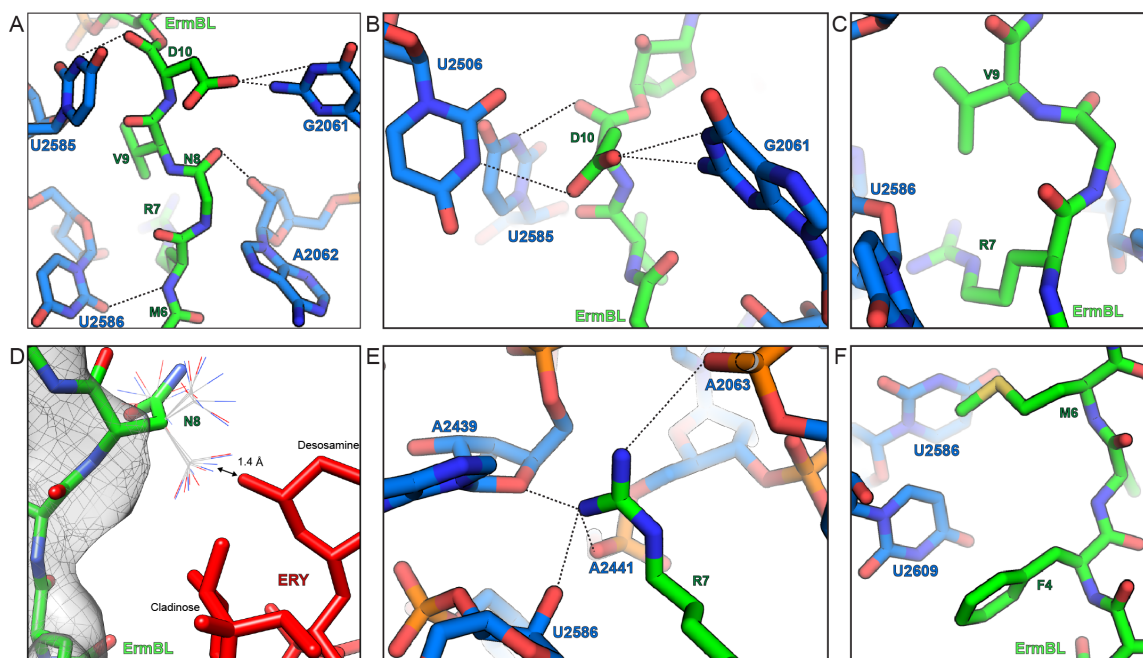 A
ErmBL
D10
U2585
G2061
V9
N8
R7
A2062
U2586
M6
B
U2506
D10
G2061
U2585
ErmBL
C
V9
U2586
R7
ErmBL
D
N8
Desosamine
1.4 Å
ERY
Cladinose
ErmBL
E
A2063
A2439
A2441
R7
U2586
F
M6
U2586
U2609
F4
ErmBL